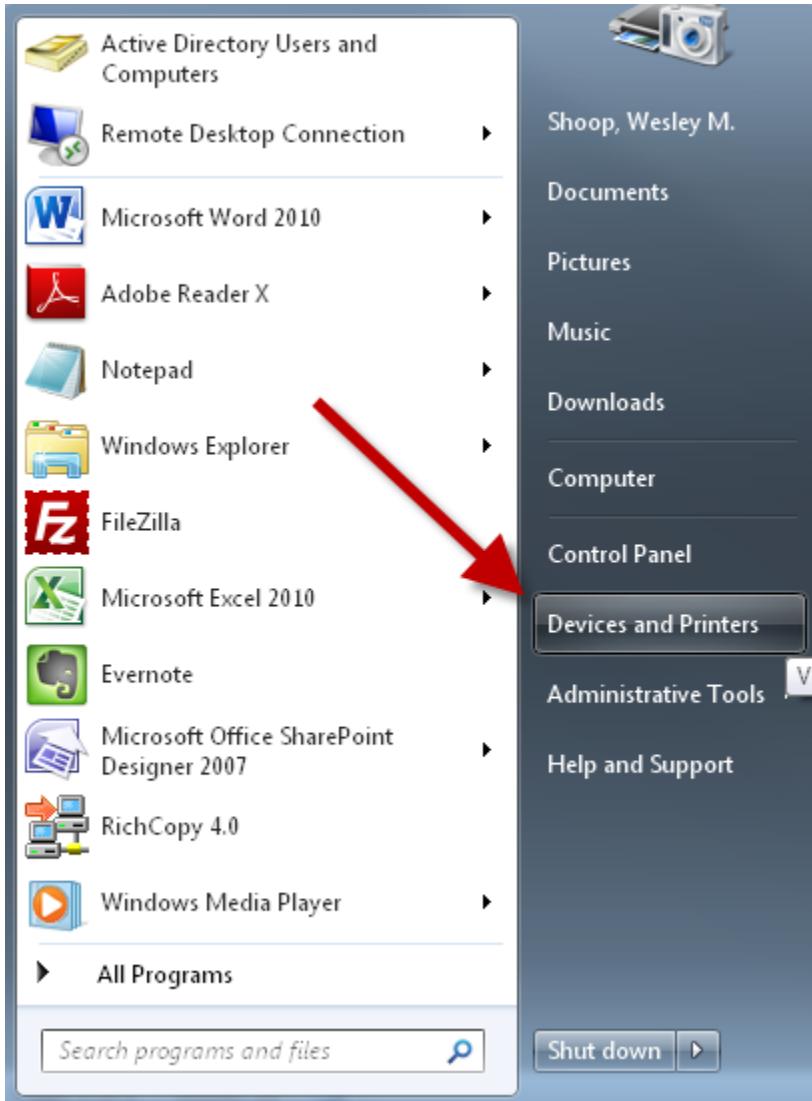 Active Directory Users and
Computers
Remote Desktop Connection
Microsoft Word 2010
Adobe Reader X
Notepad
Windows Explorer
FileZilla
Microsoft Excel 2010
Evernote
Microsoft Office SharePoint
Designer 2007
RichCopy 4.0
Windows Media Player
All Programs
Search programs and files
Shoop, Wesley M.
Documents
Pictures
Music
Downloads
Computer
Control Panel
Devices and Printers
V
Administrative Tools
Help and Support
Shut down